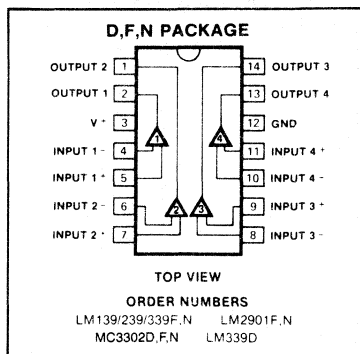 D,F,N PACKAGE
OUTPUT 2 1 14 OUTPUT 3
OUTPUT 1 2 13 OUTPUT 4
V + 3 12 GND
1 4
INPUT 1 - 4 11 INPUT 4 +
INPUT 1 + 5 10 INPUT 4 -
INPUT 2 - 6 9 INPUT 3 +
2 3
INPUT 2 + 7 8 INPUT 3 -
TOP VIEW
ORDER NUMBERS
LM139/239/339F,N LM2901F,N
MC3302D,F,N LM339D